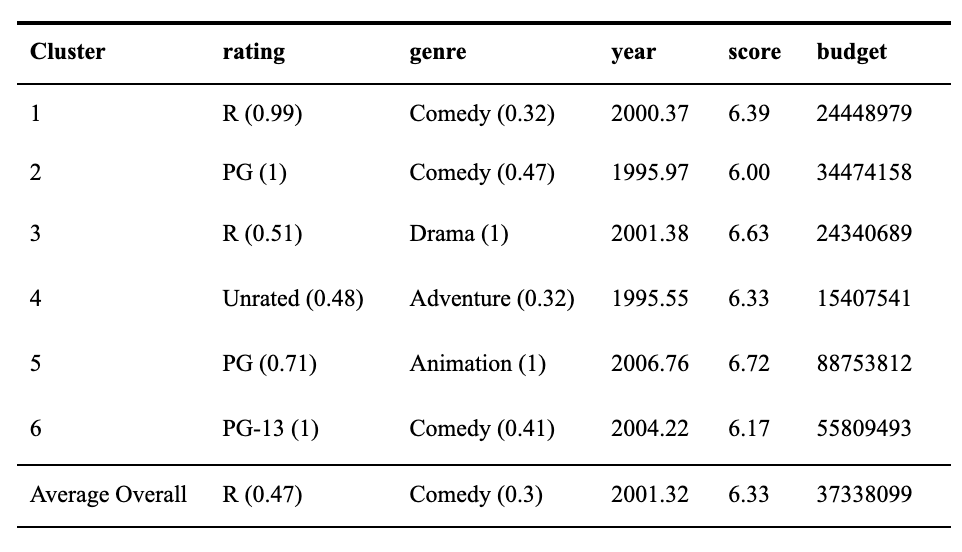 Cluster rating genre year score budget
1 R (0.99) Comedy (0.32) 2000.37 6.39 24448979
2 PG (1) Comedy (0.47) 1995.97 6.00 34474158
3 R (0.51) Drama (1) 2001.38 6.63 24340689
4 Unrated (0.48) Adventure (0.32) 1995.55 6.33 15407541
5 PG (0.71) Animation (1) 2006.76 6.72 88753812
6 PG-13 (1) Comedy (0.41) 2004.22 6.17 55809493
Average Overall R (0.47) Comedy (0.3) 2001.32 6.33 37338099